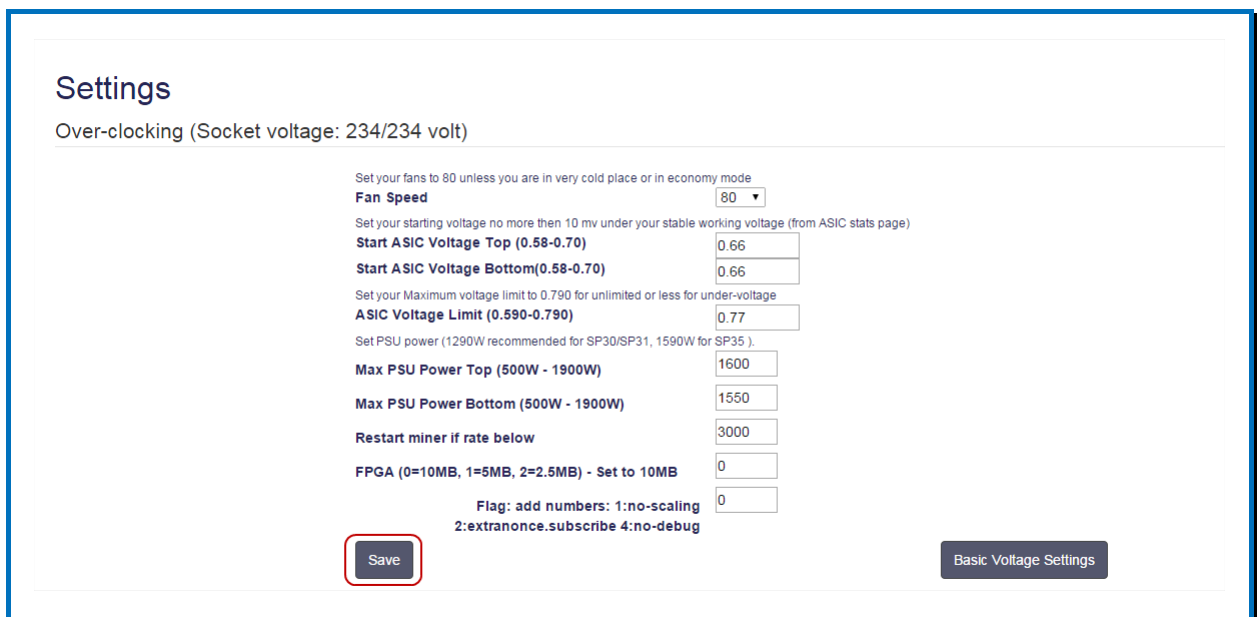 Settings
Over-clocking (Socket voltage: 234/234 volt)
Set your fans to 80 unless you are in very cold place or in economy mode
Fan Speed 80
Set your starting voltage no more then 10 mv under your stable working voltage (from ASIC stats page)
Start ASIC Voltage Top (0.58-0.70) 0.66
Start ASIC Voltage Bottom(0.58-0.70) 0.66
Set your Maximum voltage limit to 0.790 for unlimited or less for under-voltage
ASIC Voltage Limit (0.590-0.790) 0.77
Set PSU power (1290W recommended for SP30/SP31, 1590W for SP35 ).
Max PSU Power Top (500W - 1900W) 1600
Max PSU Power Bottom (500W - 1900W) 1550
Restart miner if rate below 3000
FPGA (0=10MB, 1=5MB, 2=2.5MB) - Set to 10MB 0
Flag: add numbers: 1:no-scaling 0
2:extranonce.subscribe 4:no-debug
Save Basic Voltage Settings